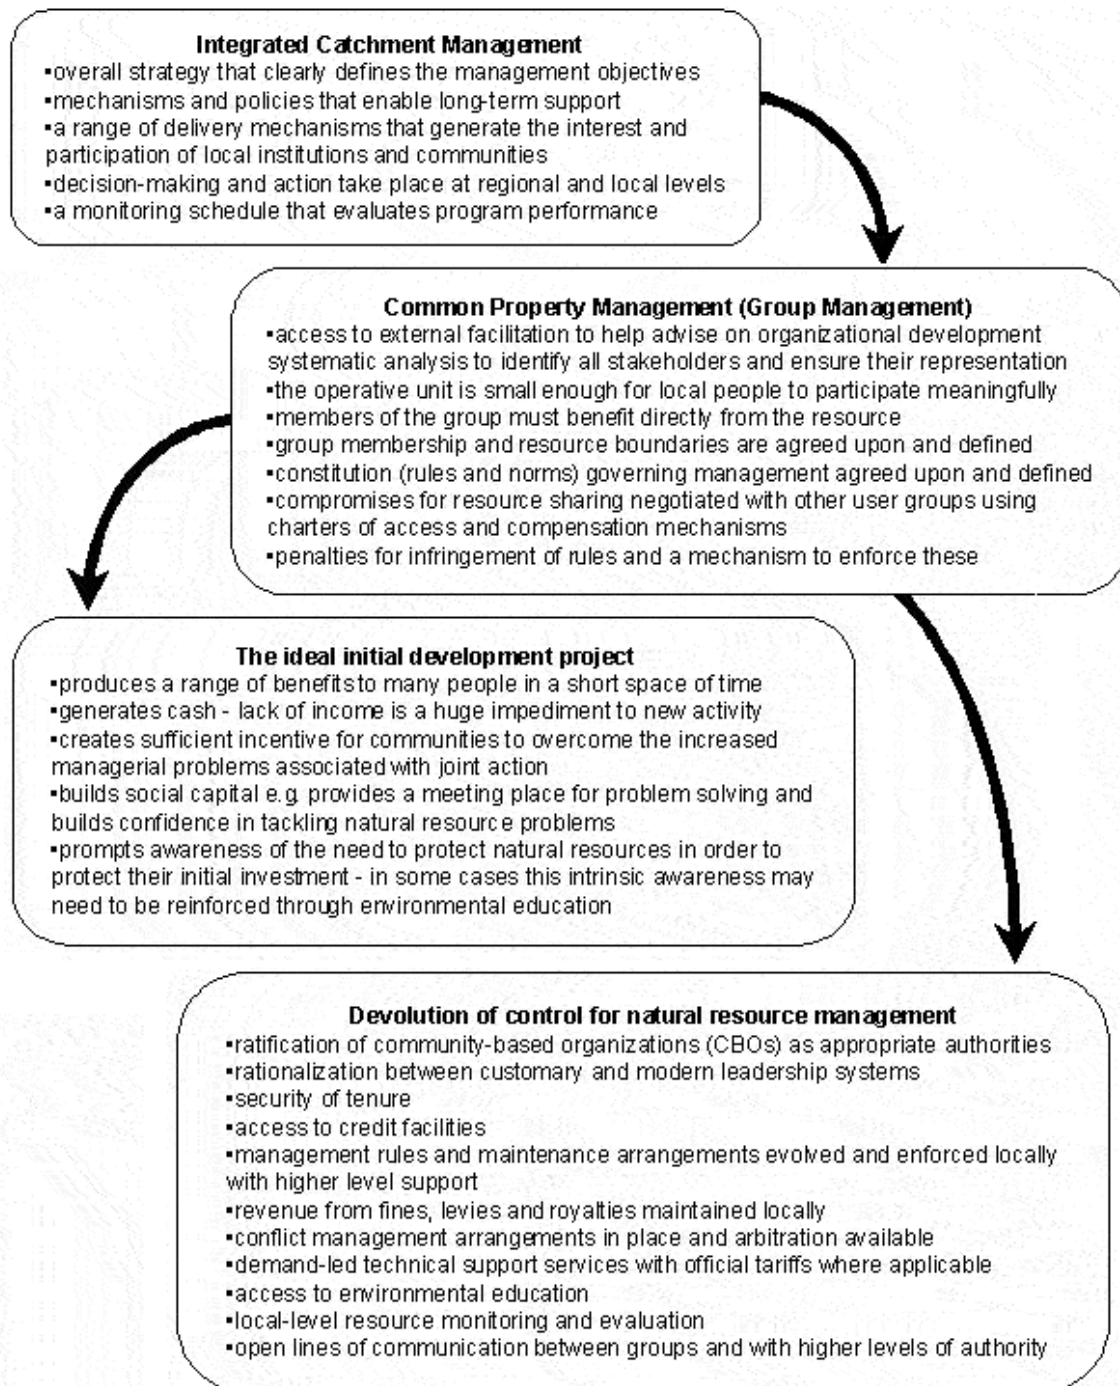 Integrated Catchment Management
▪overall strategy that clearly defines the management objectives
▪mechanisms and policies that enable long-term support
▪a range of delivery mechanisms that generate the interest and
participation of local institutions and communities
▪decision-making and action take place at regional and local levels
▪a monitoring schedule that evaluates program performance
Common Property Management (Group Management)
▪access to external facilitation to help advise on organizational development
systematic analysis to identify all stakeholders and ensure their representation
▪the operative unit is small enough for local people to participate meaningfully
▪members of the group must benefit directly from the resource
▪group membership and resource boundaries are agreed upon and defined
▪constitution (rules and norms) governing management agreed upon and defined
▪compromises for resource sharing negotiated with other user groups using
charters of access and compensation mechanisms
▪penalties for infringement of rules and a mechanism to enforce these
The ideal initial development project
▪produces a range of benefits to many people in a short space of time
▪generates cash - lack of income is a huge impediment to new activity
▪creates sufficient incentive for communities to overcome the increased
managerial problems associated with joint action
▪builds social capital e.g. provides a meeting place for problem solving and
builds confidence in tackling natural resource problems
▪prompts awareness of the need to protect natural resources in order to
protect their initial investment - in some cases this intrinsic awareness may
need to be reinforced through environmental education
Devolution of control for natural resource management
▪ratification of community-based organizations (CBOs) as appropriate authorities
▪rationalization between customary and modern leadership systems
▪security of tenure
▪access to credit facilities
▪management rules and maintenance arrangements evolved and enforced locally
with higher level support
▪revenue from fines, levies and royalties maintained locally
▪conflict management arrangements in place and arbitration available
▪demand-led technical support services with official tariffs where applicable
▪access to environmental education
▪local-level resource monitoring and evaluation
▪open lines of communication between groups and with higher levels of authority